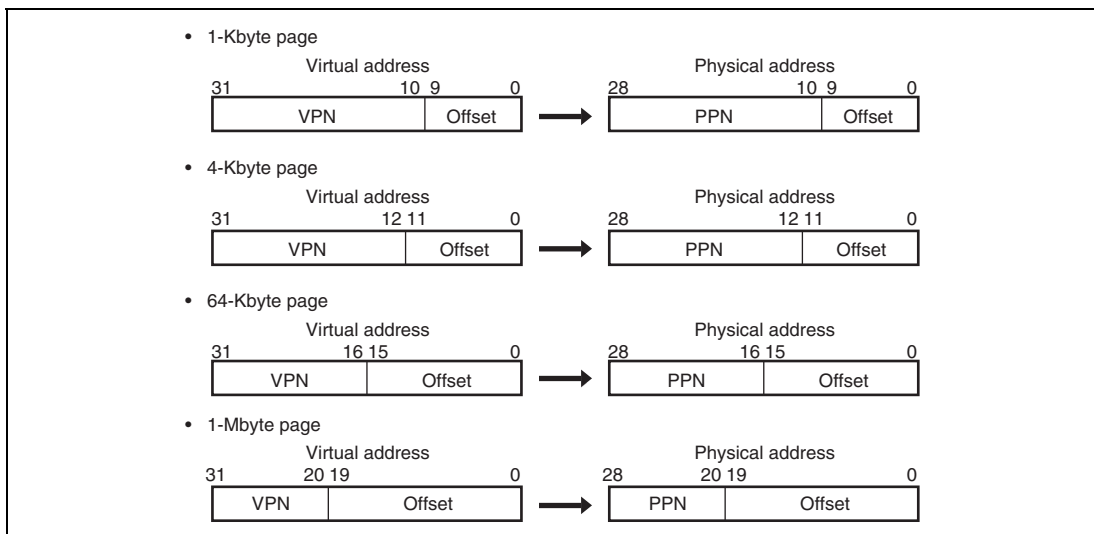 • 1-Kbyte page
Virtual address Physical address
31 10 9 0 28 10 9 0
VPN Offset PPN Offset
• 4-Kbyte page
Virtual address Physical address
31 12 11 0 28 12 11 0
VPN Offset PPN Offset
• 64-Kbyte page
Virtual address Physical address
31 16 15 0 28 16 15 0
VPN Offset PPN Offset
• 1-Mbyte page
Virtual address Physical address
31 20 19 0 28 20 19 0
VPN Offset PPN Offset